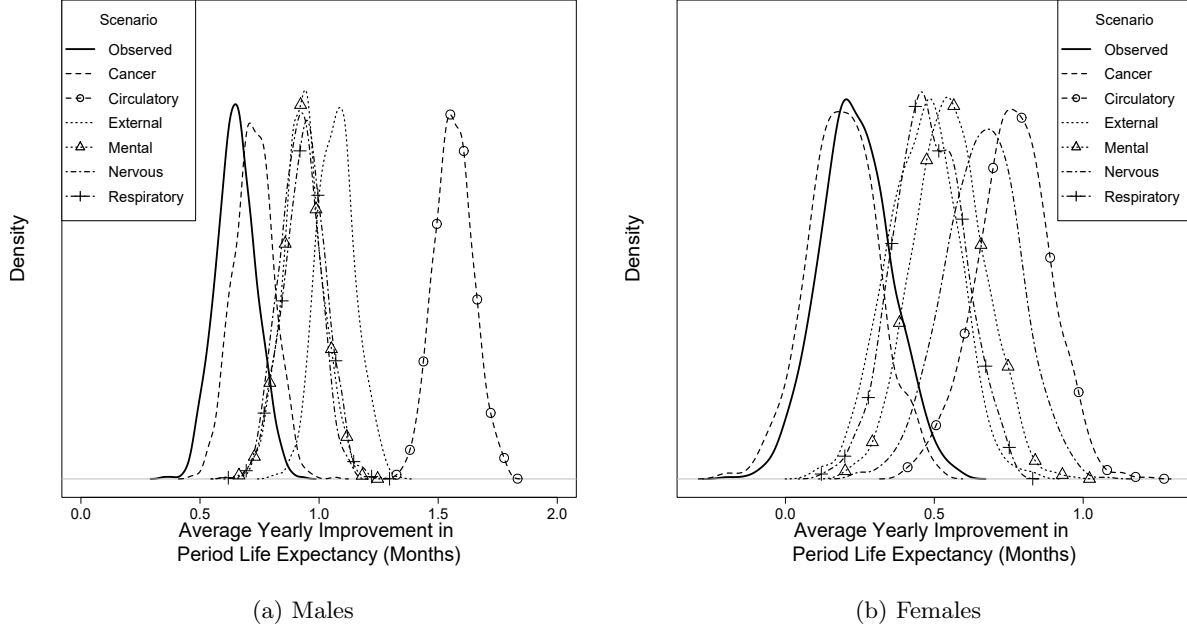 Scenario
Observed
Cancer
Circulatory
External
Mental
Nervous
Respiratory
Density
0.0 0.5 1.0 1.5 2.0
Average Yearly Improvement in
Period Life Expectancy (Months)
(a) Males
Scenario
Observed
Cancer
Circulatory
External
Mental
Nervous
Respiratory
Density
0.0 0.5 1.0
Average Yearly Improvement in
Period Life Expectancy (Months)
(b) Females